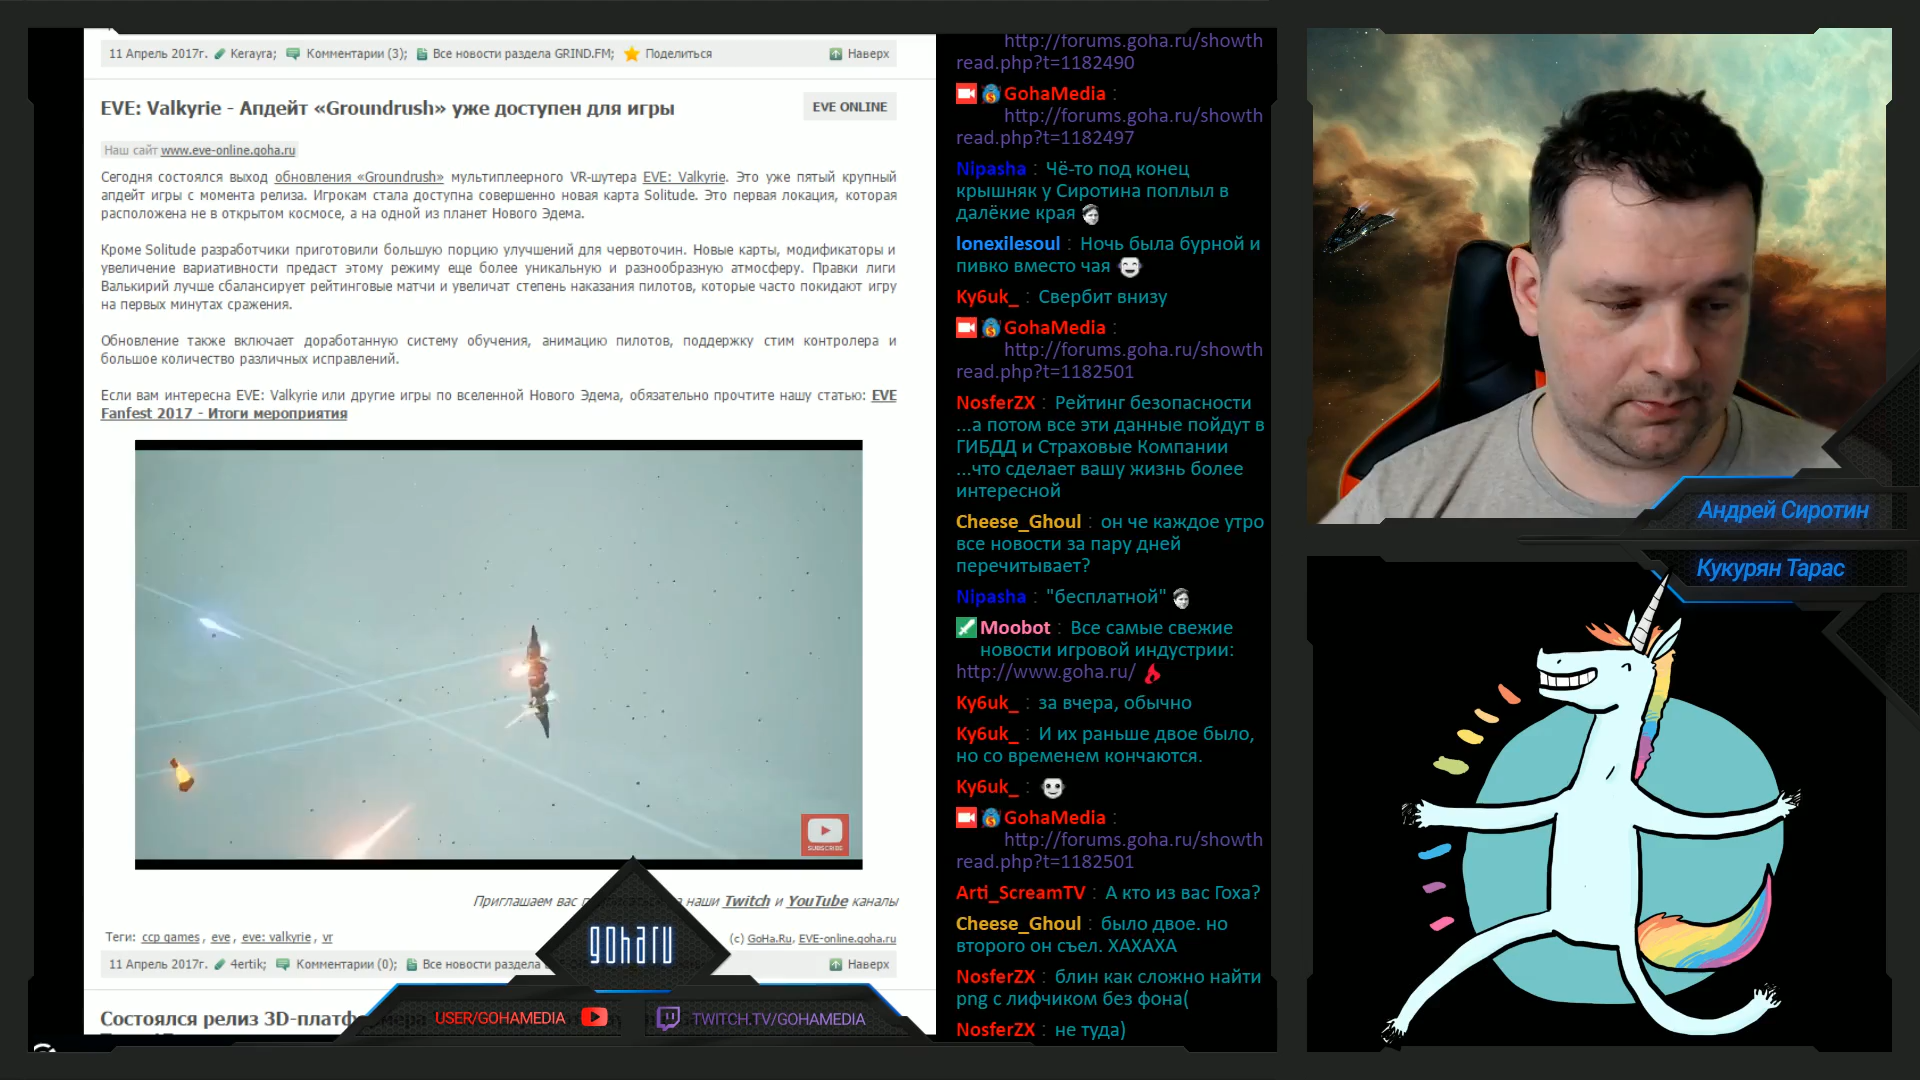 11 Апрель 2017г. Kerayra; Комментарии (3); Все новости раздела GRIND.FM; Поделиться Наверх
EVE: Valkyrie - Апдейт «Groundrush» уже доступен для игры
EVE ONLINE
Наш сайт www.eve-online.goha.ru
Сегодня состоялся выход обновления «Groundrush» мультиплеерного VR-шутера EVE: Valkyrie. Это уже пятый крупный
апдейт игры с момента релиза. Игрокам стала доступна совершенно новая карта Solitude. Это первая локация, которая
расположена не в открытом космосе, а на одной из планет Нового Эдема.
Кроме Solitude разработчики приготовили большую порцию улучшений для червоточин. Новые карты, модификаторы и
увеличение вариативности предаст этому режиму еще более уникальную и разнообразную атмосферу. Правки лиги
Валькирий лучше сбалансирует рейтинговые матчи и увеличат степень наказания пилотов, которые часто покидают игру
на первых минутах сражения.
Обновление также включает доработанную систему обучения, анимацию пилотов, поддержку стим контролера и
большое количество различных исправлений.
Если вам интересна EVE: Valkyrie или другие игры по вселенной Нового Эдема, обязательно прочтите нашу статью: EVE
Fanfest 2017 - Итоги мероприятия
SUBSCRIBE
Приглашаем вас наши Twitch и YouTube каналы
Теги: ccp games, eve, eve: valkyrie, vr
(c) GoHa.Ru, EVE-online.goha.ru
11 Апрель 2017г. 4ertik; Комментарии (0); Все новости раздела
Наверх
Состоялся релиз 3D-платформера
goharu
USER/GOHAMEDIA
TWITCH.TV/GOHAMEDIA
http://forums.goha.ru/showth
read.php?t=1182490
GohaMedia :
http://forums.goha.ru/showth
read.php?t=1182497
Nipasha : Чё-то под конец
крышняк у Сиротина поплыл в
далёкие края
lonexilesoul : Ночь была бурной и
пивко вместо чая
Ky6uk_ : Свербит внизу
GohaMedia :
http://forums.goha.ru/showth
read.php?t=1182501
NosferZX : Рейтинг безопасности
...а потом все эти данные пойдут в
ГИБДД и Страховые Компании
...что сделает вашу жизнь более
интересной
Cheese_Ghoul : он че каждое утро
все новости за пару дней
перечитывает?
Nipasha : "бесплатной"
Moobot : Все самые свежие
новости игровой индустрии:
http://www.goha.ru/
Ky6uk_ : за вчера, обычно
Ky6uk_ : И их раньше двое было,
но со временем кончаются.
Ky6uk_ :
GohaMedia :
http://forums.goha.ru/showth
read.php?t=1182501
Arti_ScreamTV : А кто из вас Гоха?
Cheese_Ghoul : было двое. но
второго он съел. ХАХАХА
NosferZX : блин как сложно найти
png с лифчиком без фона(
NosferZX : не туда)
Андрей Сиротин
Кукурян Тарас